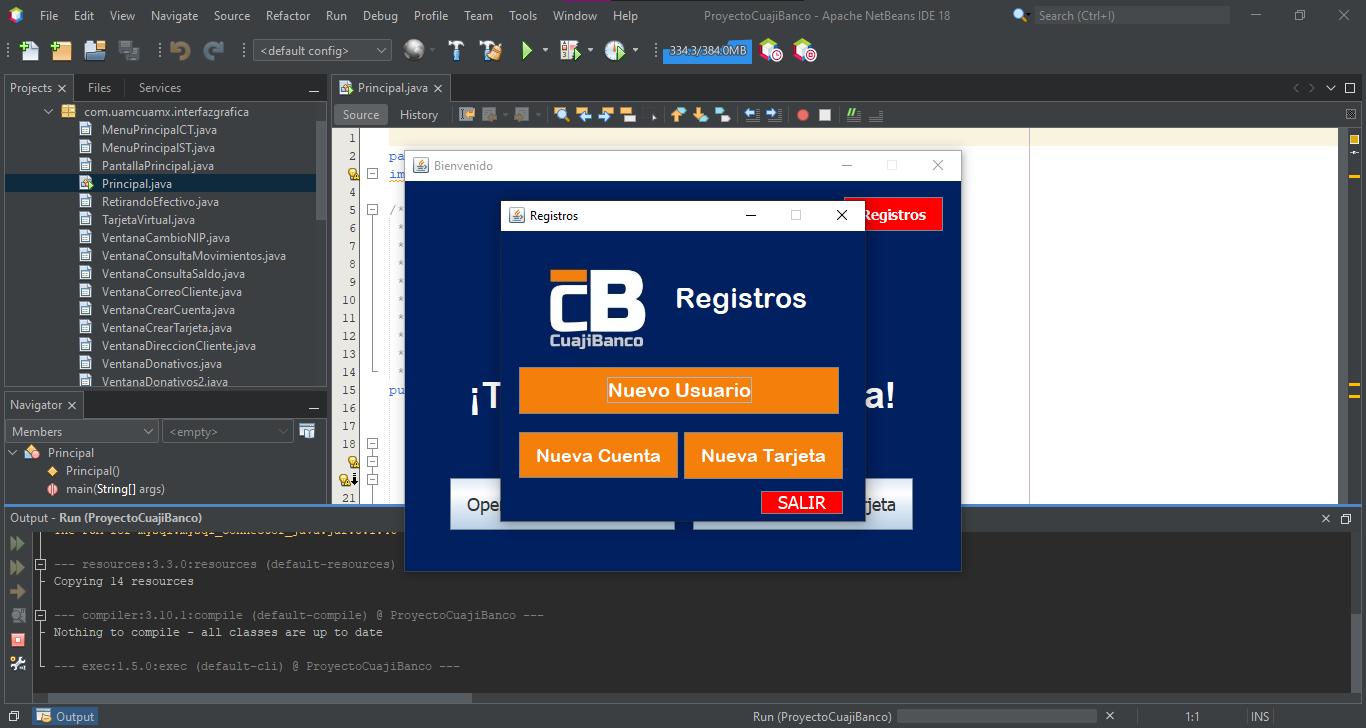 File Edit View Navigate Source Refactor Run Debug Profile Team Tools Window Help ProyectoCuajiBanco - Apache NetBeans IDE 18 Search (Ctrl+I)
<default config> 334.3/384.0MB
Projects Files Services
Principal.java
Source History
com.uamcuamx.interfazgrafica
MenuPrincipalCT.java
MenuPrincipalST.java
PantallaPrincipal.java
Principal.java
RetirandoEfectivo.java
TarjetaVirtual.java
VentanaCambioNIP.java
VentanaConsultaMovimientos.java
VentanaConsultaSaldo.java
VentanaCorreoCliente.java
VentanaCrearCuenta.java
VentanaCrearTarjeta.java
VentanaDireccionCliente.java
VentanaDonativos.java
VentanaDonativos2.java
Navigator
Members <empty>
Principal
Principal()
main(String[] args)
1
2 pa
im
4
5 /*
6 *
7 *
8 *
9 *
10 *
11 *
12 *
13 *
14 *
15 pu
16
17
18
21
Bienvenido
Registros
¡T a!
Ope jeta
Registros
CB
CuajiBanco
Registros
Nuevo Usuario
Nueva Cuenta Nueva Tarjeta
SALIR
Output - Run (ProyectoCuajiBanco)
--- resources:3.3.0:resources (default-resources)
Copying 14 resources
--- compiler:3.10.1:compile (default-compile) @ ProyectoCuajiBanco ---
Nothing to compile - all classes are up to date
--- exec:1.5.0:exec (default-cli) @ ProyectoCuajiBanco ---
Output Run (ProyectoCuajiBanco) 1:1 INS